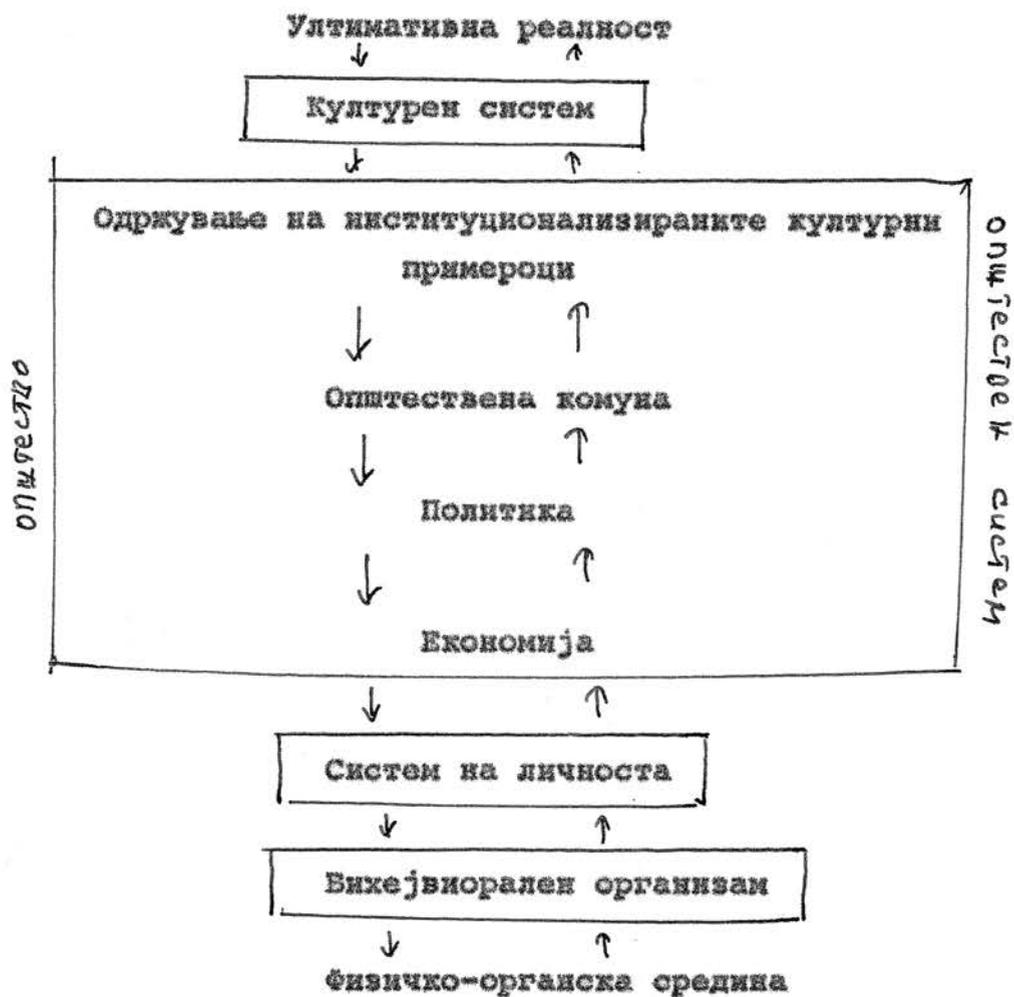 Ултимативна реалност
Културен систем
Одржување на институционализираните културни
примероци
Општествена комуна
Политика
Економија
Систем на личноста
Бихејвиорален организам
Физичко-органска средина
општество
општествен систем